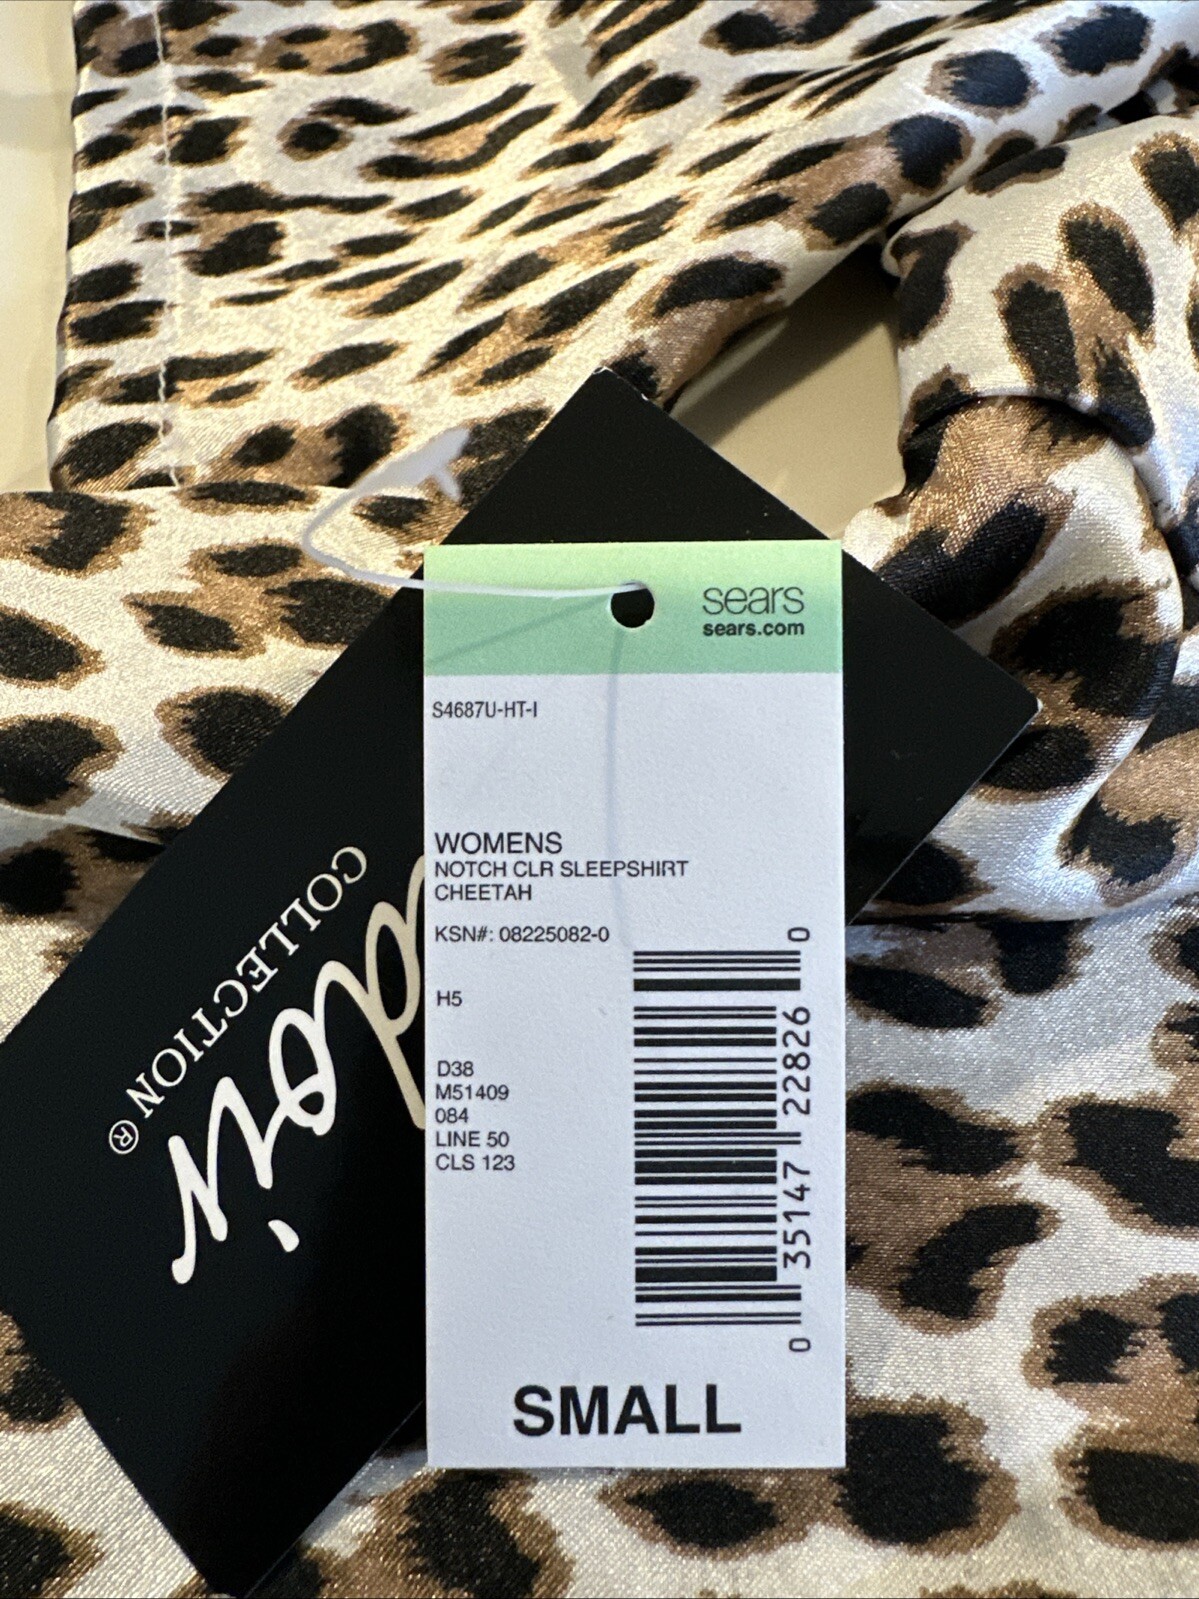 sears
sears.com
S4687U-HT-I
WOMENS
NOTCH CLR SLEEPSHIRT
CHEETAH
KSN#: 08225082-0
H5
D38
M51409
084
LINE 50
CLS 123
0 35147 22826 0
SMALL
COLLECTION®